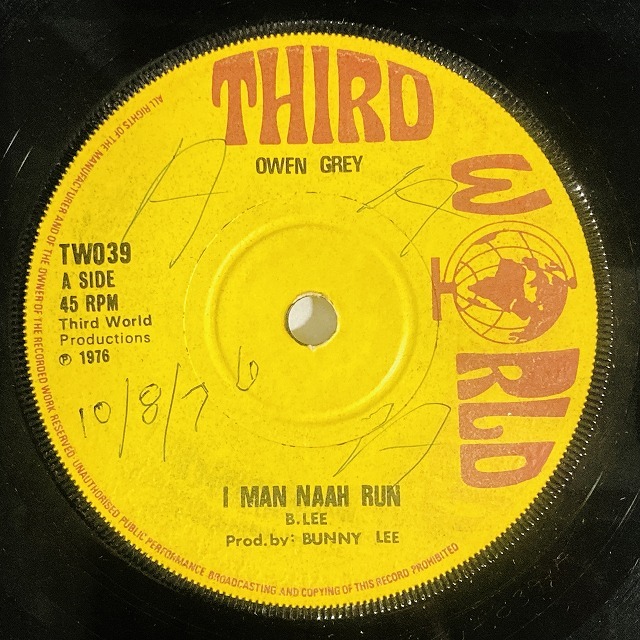 THIRD
WORLD
OWEN GREY
TW039
A SIDE
45 RPM
Third World
Productions
℗ 1976
10/8/76
A
A
A
I MAN NAAH RUN
B. LEE
Prod. by: BUNNY LEE
ALL RIGHTS OF THE MANUFACTURER AND OF THE OWNER OF THE RECORDED WORK RESERVED. UNAUTHORISED PUBLIC PERFORMANCE BROADCASTING AND COPYING OF THIS RECORD PROHIBITED